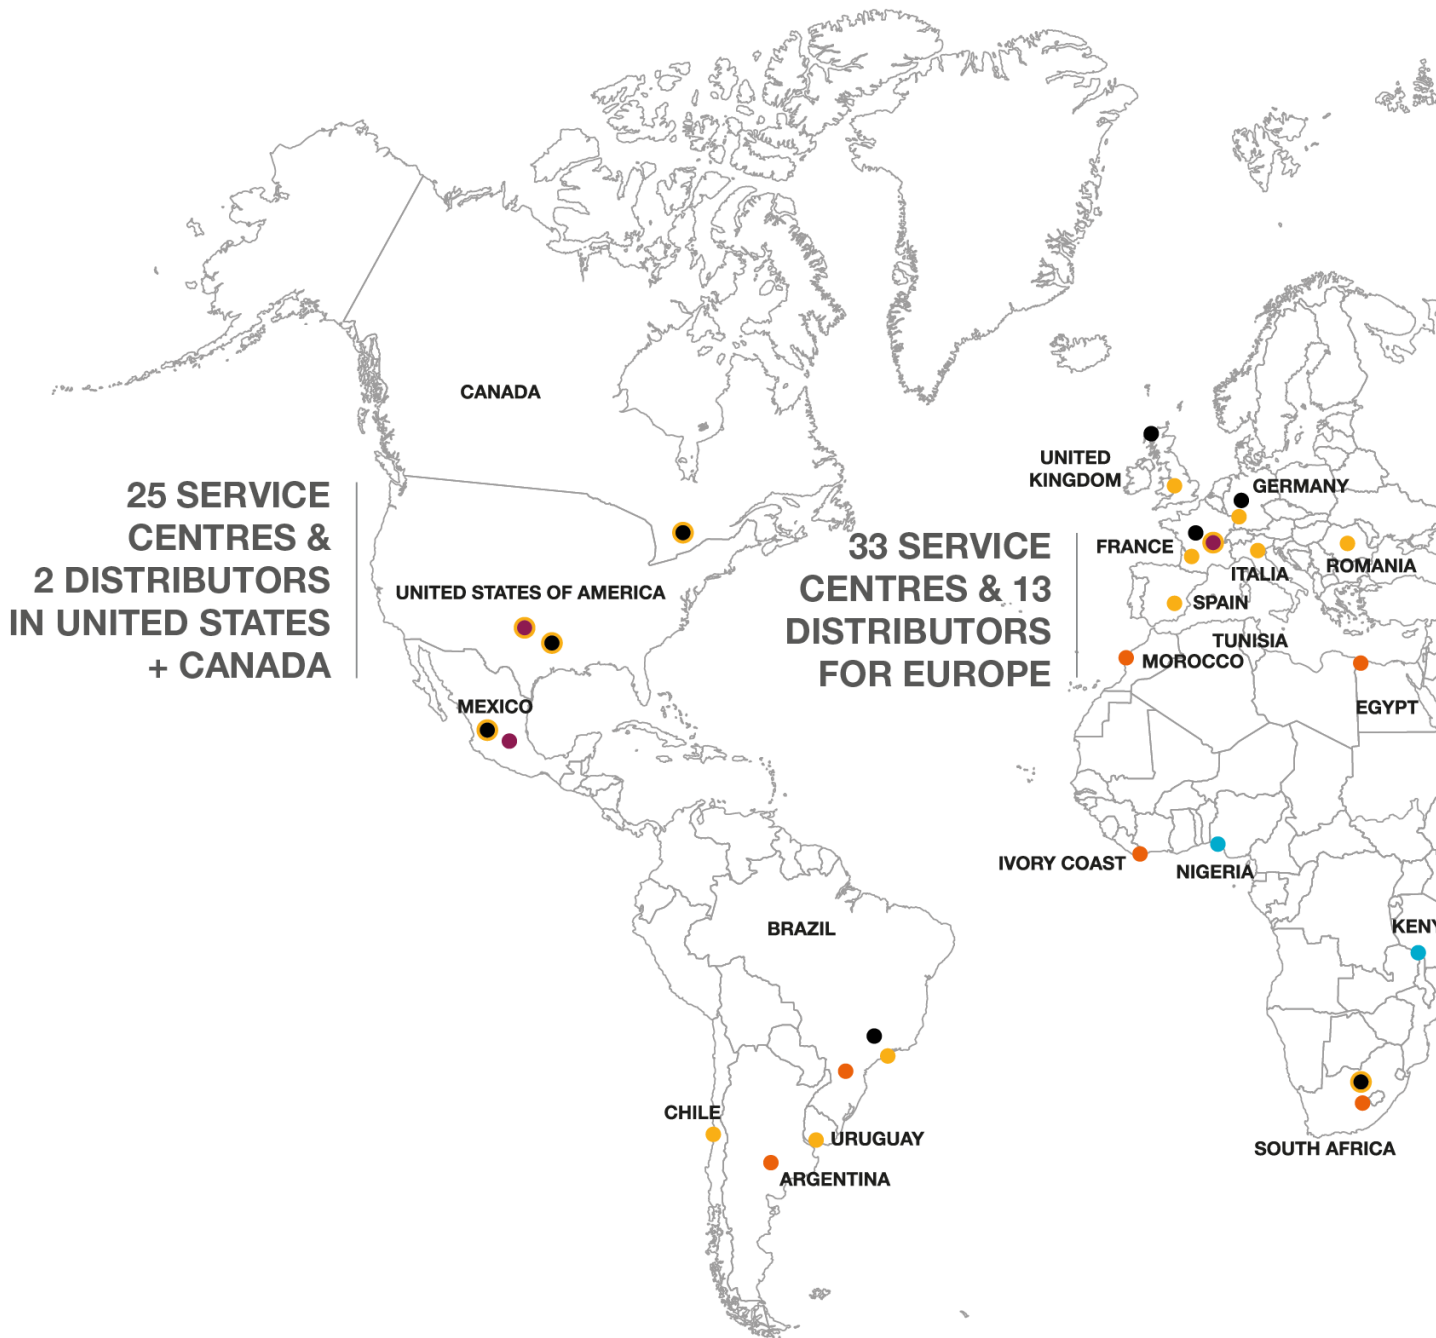 CANADA
25 SERVICE
CENTRES &
2 DISTRIBUTORS
IN UNITED STATES
+ CANADA
UNITED STATES OF AMERICA
MEXICO
UNITED
KINGDOM
GERMANY
33 SERVICE
CENTRES & 13
DISTRIBUTORS
FOR EUROPE
FRANCE
ITALIA
ROMANIA
SPAIN
TUNISIA
MOROCCO
EGYPT
IVORY COAST
NIGERIA
KENY
BRAZIL
CHILE
URUGUAY
ARGENTINA
SOUTH AFRICA